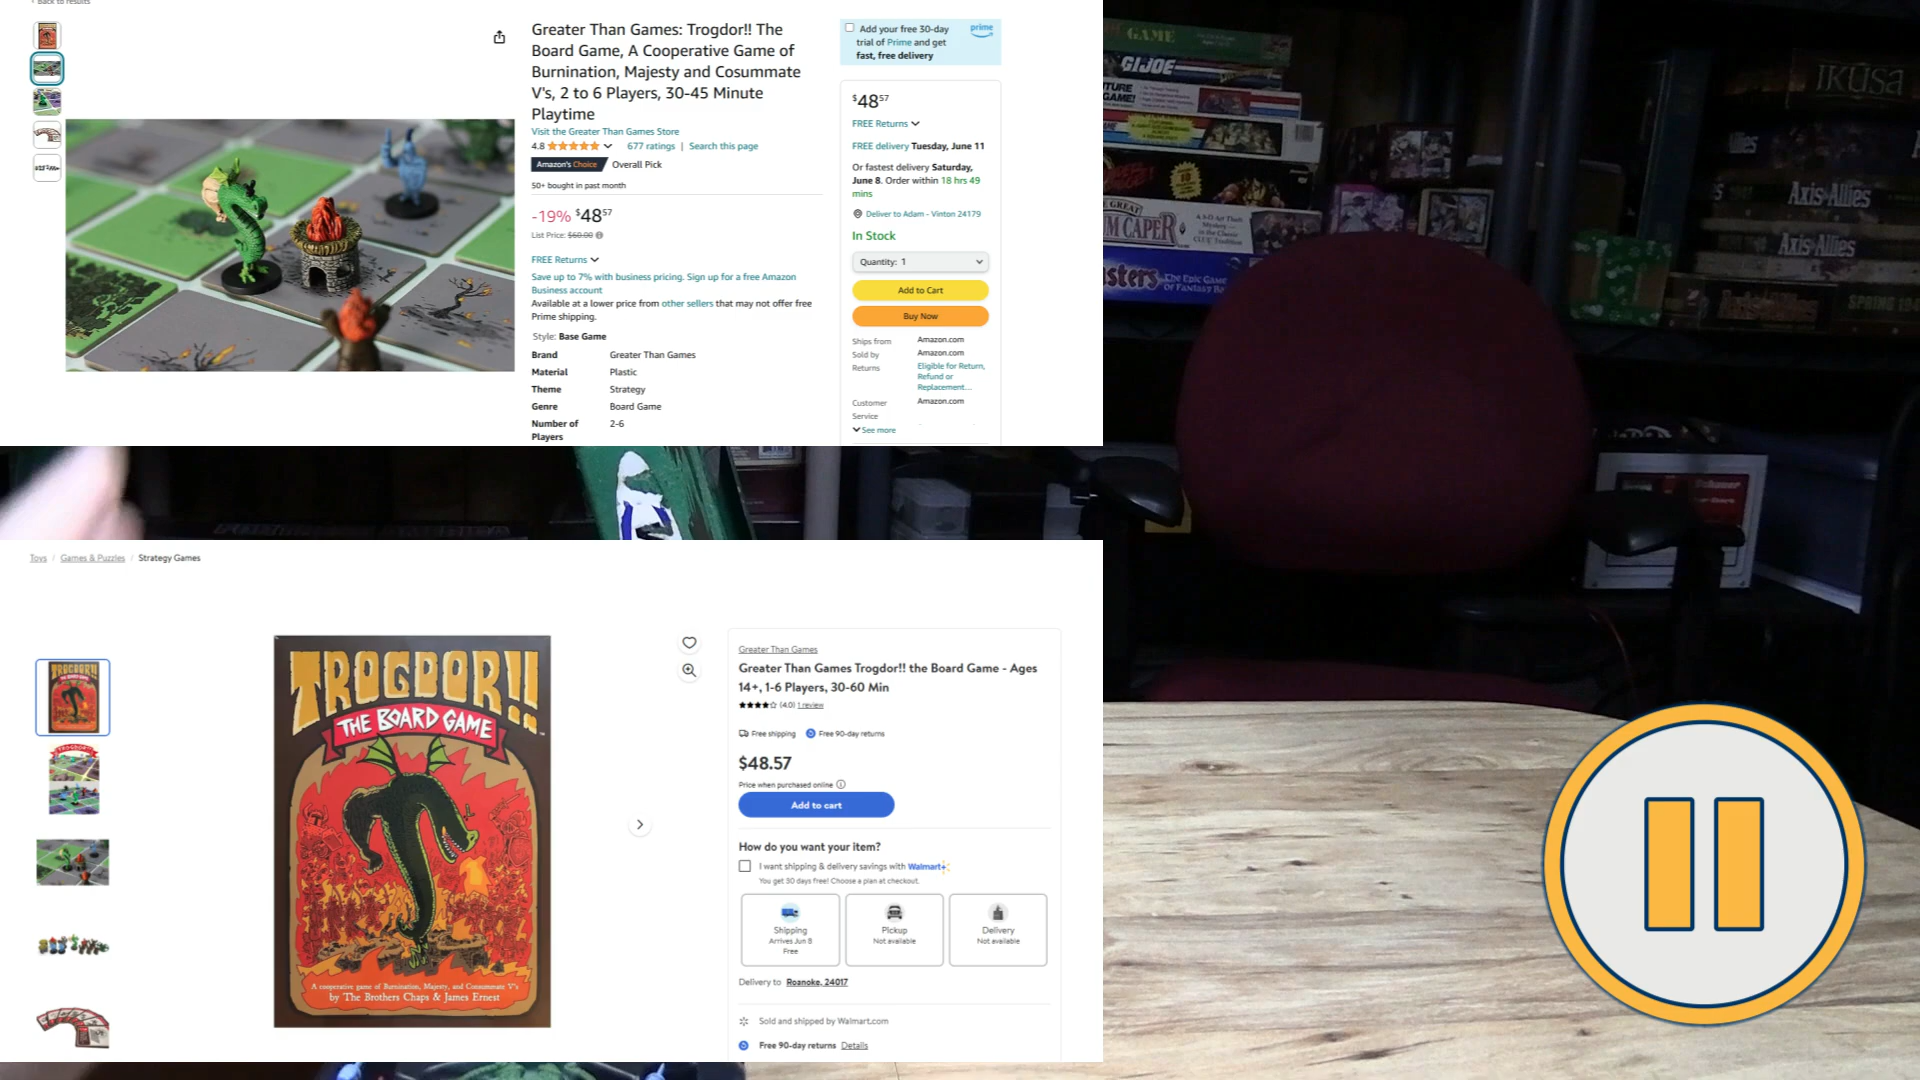 Back to results
Greater Than Games: Trogdor!! The
Board Game, A Cooperative Game of
Burnination, Majesty and Cosummate
V's, 2 to 6 Players, 30-45 Minute
Playtime
Visit the Greater Than Games Store
4.8
677 ratings | Search this page
Amazon's Choice Overall Pick
50+ bought in past month
-19% $48 57
List Price: $60.00
FREE Returns
Save up to 7% with business pricing. Sign up for a free Amazon
Business account
Available at a lower price from other sellers that may not offer free
Prime shipping.
Style: Base Game
Brand Greater Than Games
Material Plastic
Theme Strategy
Genre Board Game
Number of 2-6
Players
Add your free 30-day
trial of Prime and get
fast, free delivery
prime
$48 57
FREE Returns
FREE delivery Tuesday, June 11
Or fastest delivery Saturday,
June 8. Order within 18 hrs 49
mins
Deliver to Adam - Vinton 24179
In Stock
Quantity: 1
Add to Cart
Buy Now
Ships from Amazon.com
Sold by Amazon.com
Returns Eligible for Return,
Refund or
Replacement...
Customer Amazon.com
Service
See more
GAME
GI JOE
GAME!
GREAT
CAPER
IKUSA
Axis & Allies
Axis & Allies
Axis & Allies
SPRING 194
Toys / Games & Puzzles / Strategy Games
TROGDOR!!
THE BOARD GAME
A cooperative game of Burnination, Majesty, and Consummate V's
by The Brothers Chaps & James Ernest
Greater Than Games
Greater Than Games Trogdor!! the Board Game - Ages
14+, 1-6 Players, 30-60 Min
(4.0) 1 review
Free shipping Free 90-day returns
$48.57
Price when purchased online
Add to cart
How do you want your item?
I want shipping & delivery savings with Walmart+
You get 30 days free! Choose a plan at checkout.
Shipping
Arrives Jun 8
Free
Pickup
Not available
Delivery
Not available
Delivery to Roanoke, 24017
Sold and shipped by Walmart.com
Free 90-day returns Details